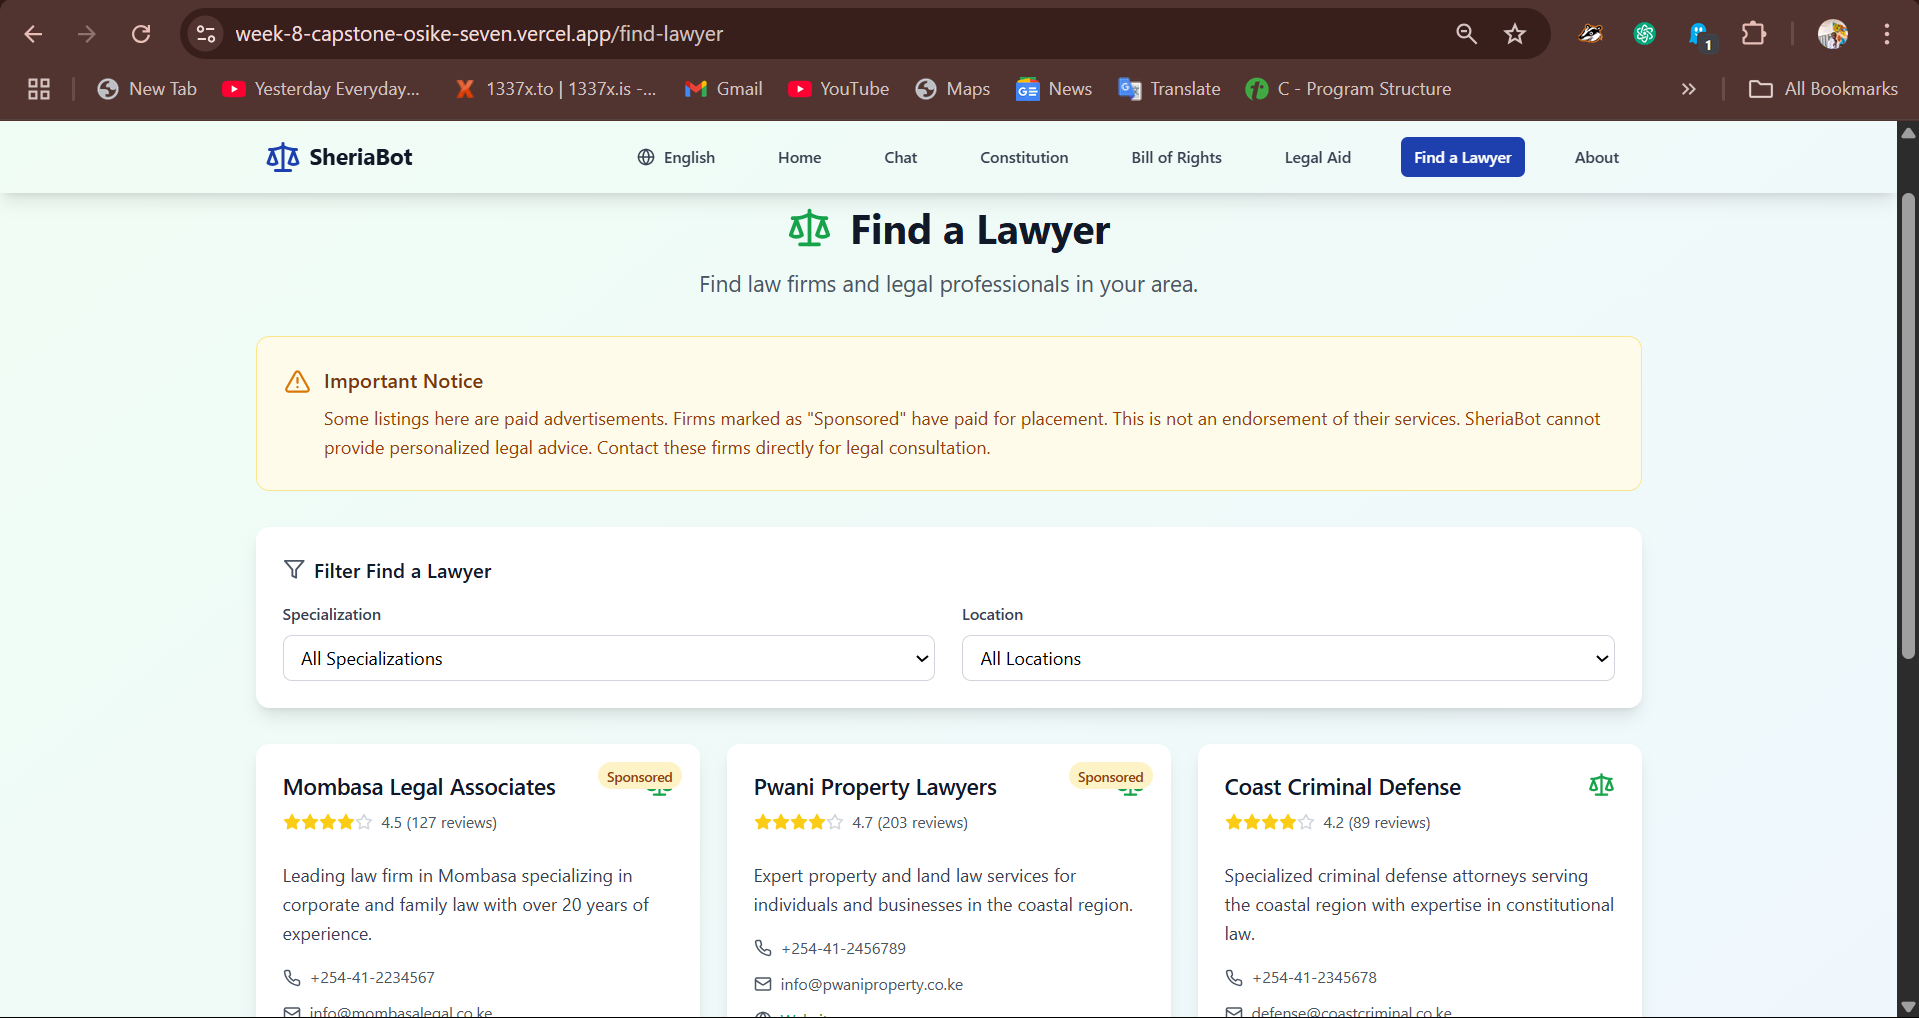 week-8-capstone-osike-seven.vercel.app/find-lawyer
1
New Tab
Yesterday Everyday...
1337x.to | 1337x.is -...
Gmail
YouTube
Maps
News
Translate
C - Program Structure
All Bookmarks
SheriaBot
English
Home
Chat
Constitution
Bill of Rights
Legal Aid
Find a Lawyer
About
Find a Lawyer
Find law firms and legal professionals in your area.
Important Notice
Some listings here are paid advertisements. Firms marked as "Sponsored" have paid for placement. This is not an endorsement of their services. SheriaBot cannot
provide personalized legal advice. Contact these firms directly for legal consultation.
Filter Find a Lawyer
Specialization
All Specializations
Location
All Locations
Mombasa Legal Associates
Sponsored
4.5 (127 reviews)
Leading law firm in Mombasa specializing in
corporate and family law with over 20 years of
experience.
+254-41-2234567
info@mombasalegal.co.ke
Pwani Property Lawyers
Sponsored
4.7 (203 reviews)
Expert property and land law services for
individuals and businesses in the coastal region.
+254-41-2456789
info@pwaniproperty.co.ke
Website
Coast Criminal Defense
4.2 (89 reviews)
Specialized criminal defense attorneys serving
the coastal region with expertise in constitutional
law.
+254-41-2345678
defense@coastcriminal.co.ke